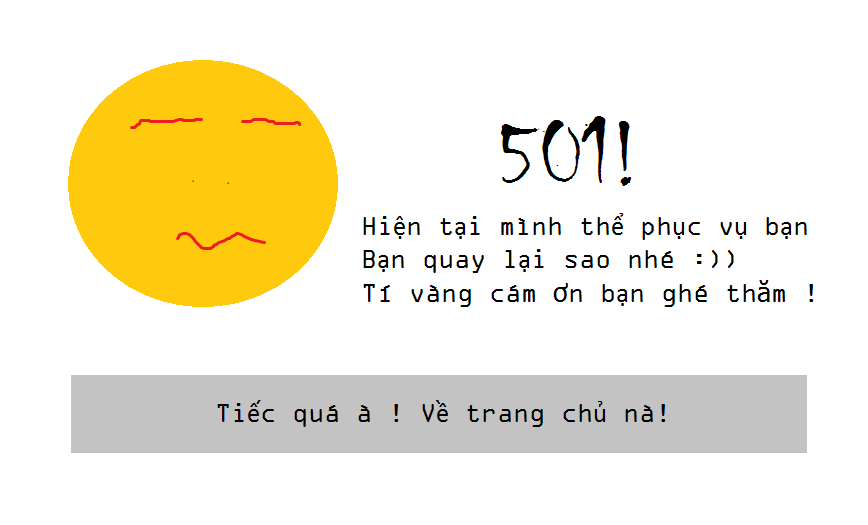 501!
Hiện tại mình thể phục vụ bạn
Bạn quay lại sao nhé :))
Tí vàng cám ơn bạn ghé thăm !
Tiếc quá à ! Về trang chủ nà!